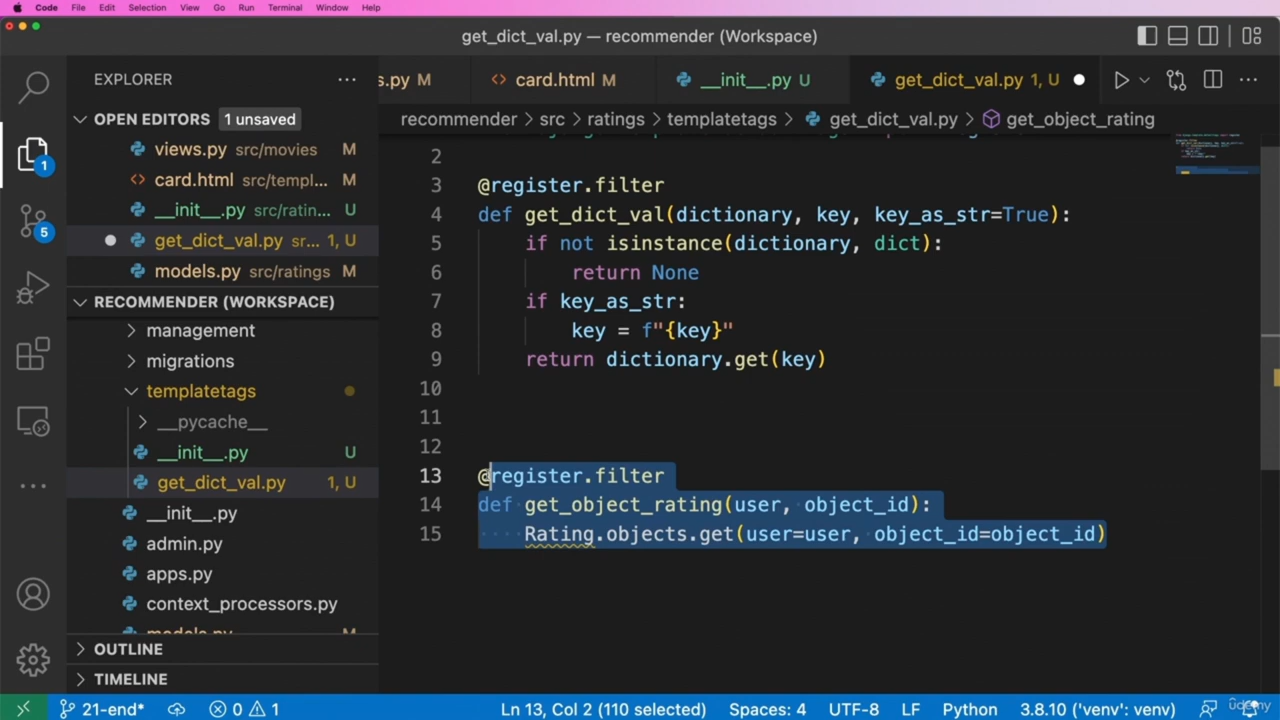 Code File Edit Selection View Go Run Terminal Window Help
get_dict_val.py — recommender (Workspace)
EXPLORER
s.py M
card.html M
__init__.py U
get_dict_val.py 1, U
OPEN EDITORS 1 unsaved
recommender > src > ratings > templatetags > get_dict_val.py > get_object_rating
views.py src/movies M
card.html src/templ... M
__init__.py src/ratin... U
get_dict_val.py sr... 1, U
models.py src/ratings M
RECOMMENDER (WORKSPACE)
management
migrations
templatetags
__pycache__
__init__.py U
get_dict_val.py 1, U
__init__.py
admin.py
apps.py
context_processors.py
models.py M
OUTLINE
TIMELINE
1
5
2
3 @register.filter
4 def get_dict_val(dictionary, key, key_as_str=True):
5 if not isinstance(dictionary, dict):
6 return None
7 if key_as_str:
8 key = f"{key}"
9 return dictionary.get(key)
10
11
12
13 @register.filter
14 def get_object_rating(user, object_id):
15 Rating.objects.get(user=user, object_id=object_id)
21-end* 0 1 Ln 13, Col 2 (110 selected) Spaces: 4 UTF-8 LF Python 3.8.10 ('venv': venv)
udemy